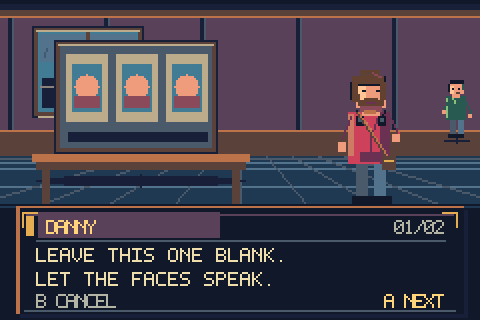 DANNY
01/02
LEAVE THIS ONE BLANK.
LET THE FACES SPEAK.
B CANCEL
A NEXT